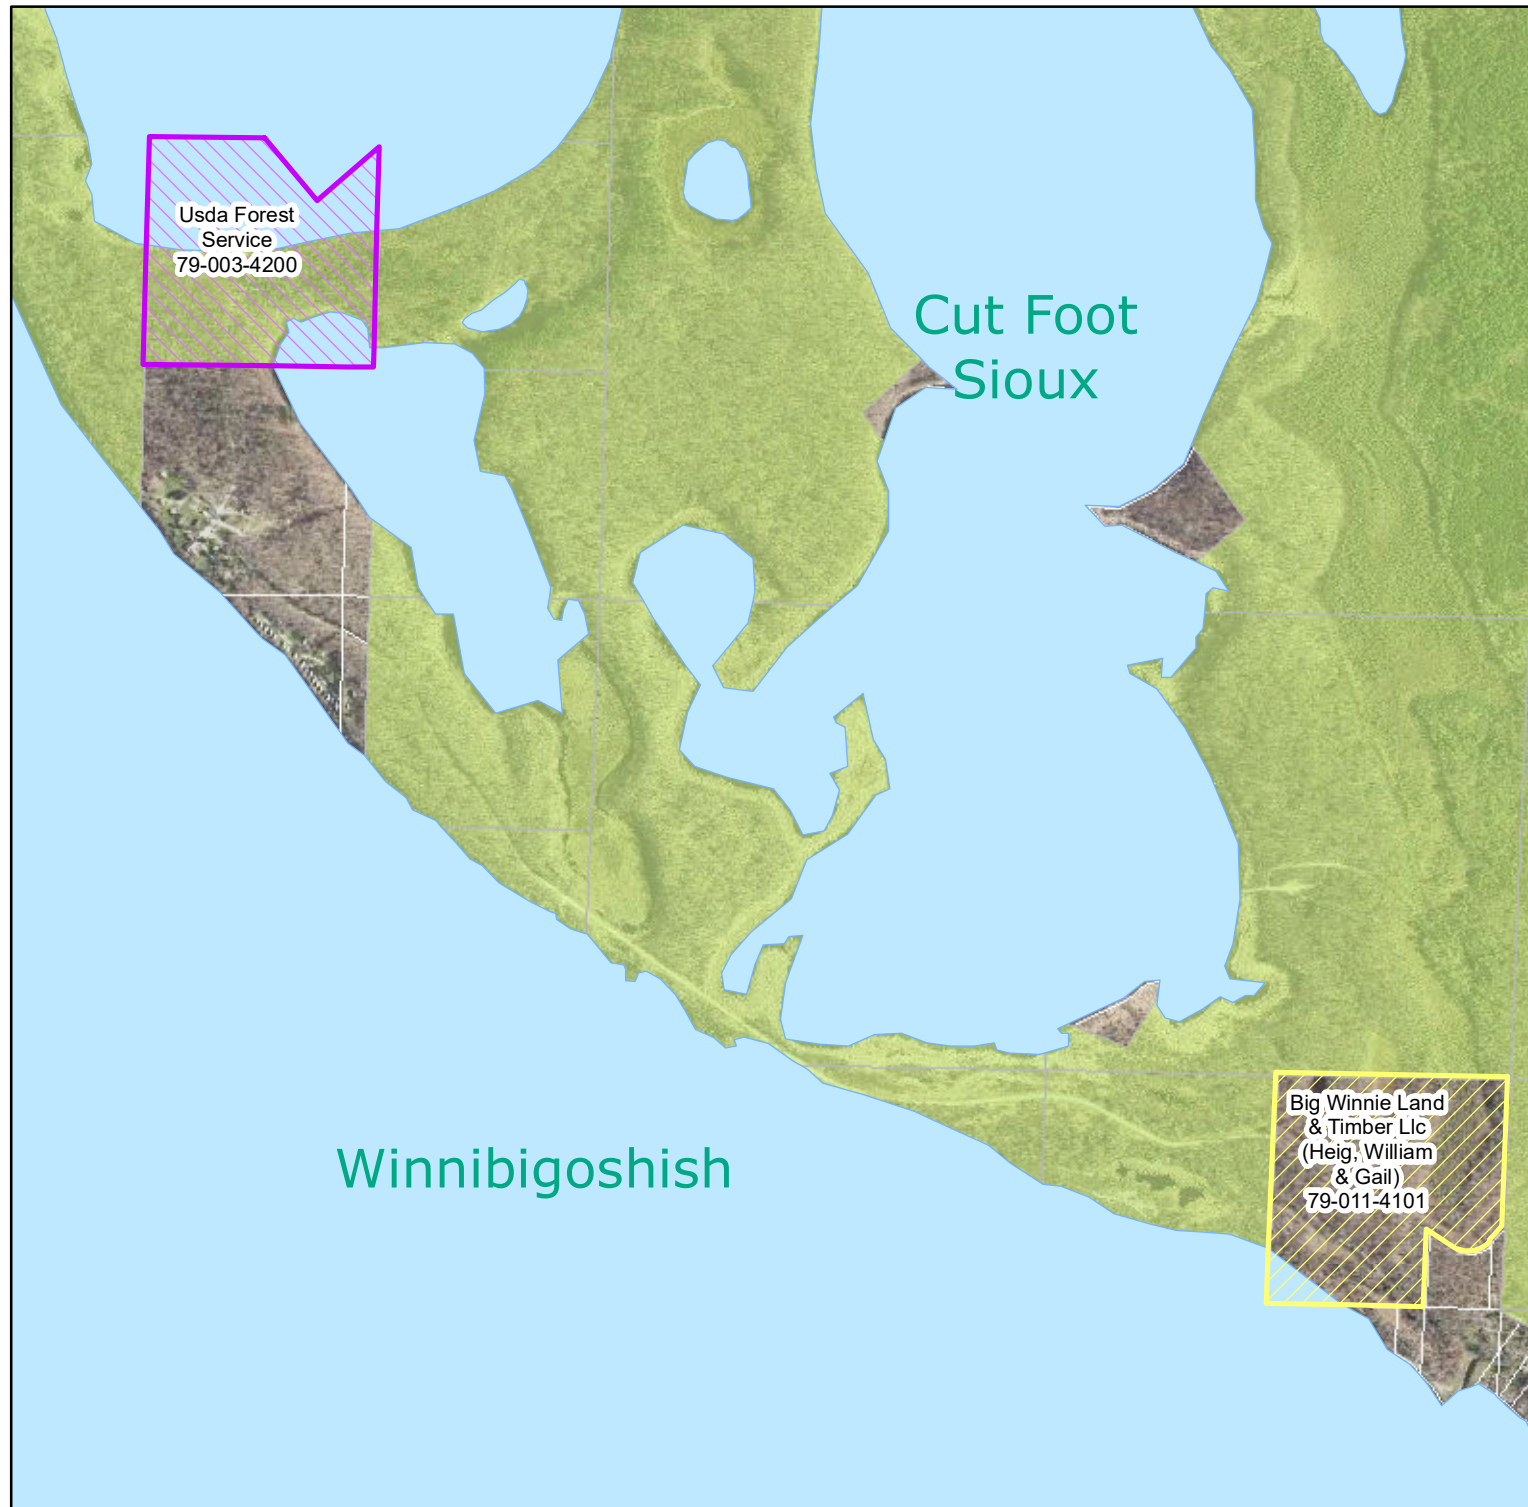 Usda Forest
Service
79-003-4200
Cut Foot
Sioux
Winnibigoshish
Big Winnie Land
& Timber Llc
(Heig, William
& Gail)
79-011-4101